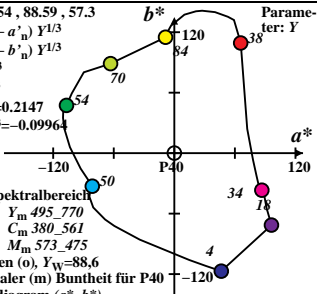 54 , 88.59 , 57.3
b*
Parame-
ter: Y
– a’ₙ) Y1/3
120
38
– b’ₙ) Y1/3
84
70
54
=0.2147
*=–0.09964
a*
–120
P40
120
50
pektralbereich
34
18
Yₘ 495_770
Cₘ 380_561
Mₘ 573_475
4
en (o), Y_W=88,6
–120
aler (m) Buntheit für P40